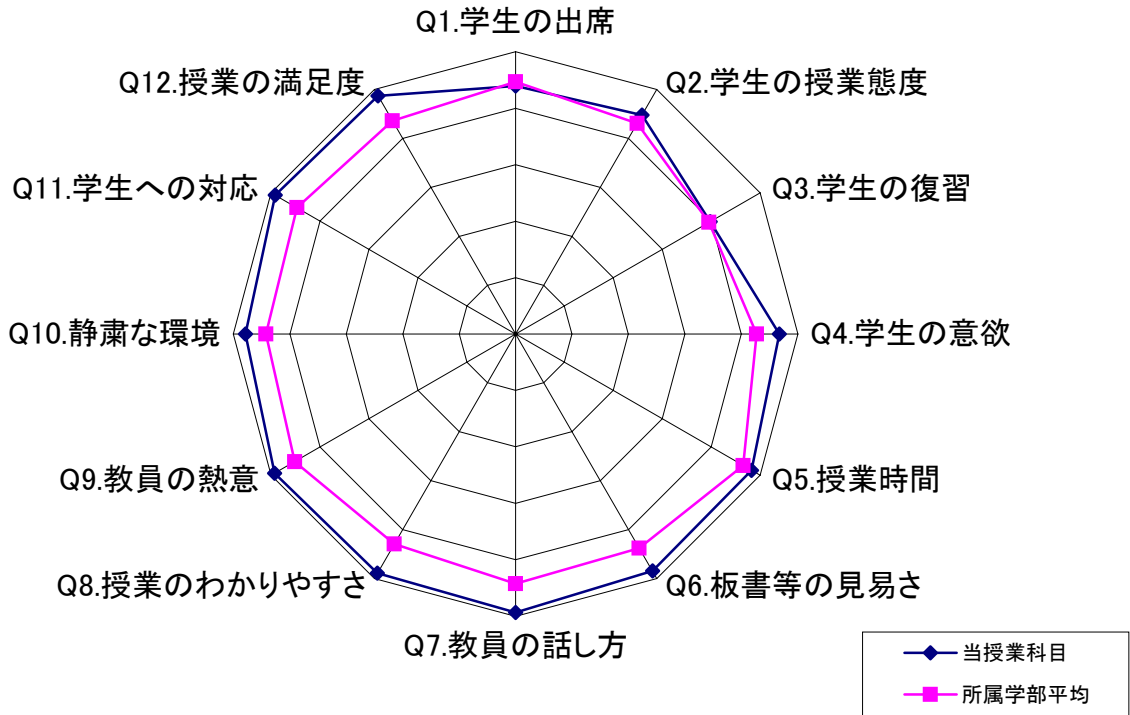 Q1.学生の出席
Q2.学生の授業態度
Q3.学生の復習
Q4.学生の意欲
Q5.授業時間
Q6.板書等の見易さ
Q7.教員の話し方
Q8.授業のわかりやすさ
Q9.教員の熱意
Q10.静粛な環境
Q11.学生への対応
Q12.授業の満足度
当授業科目
所属学部平均